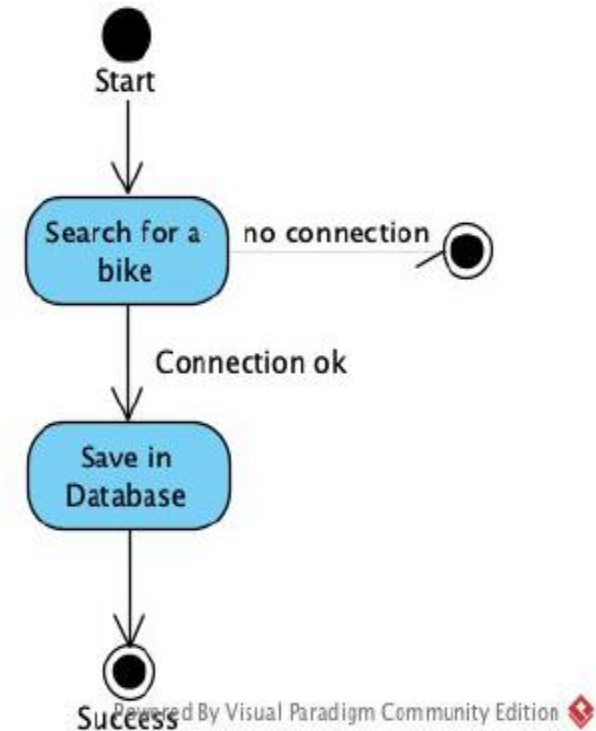 Start
Search for a
bike
no connection
Connection ok
Save in
Database
Success
Powered By Visual Paradigm Community Edition